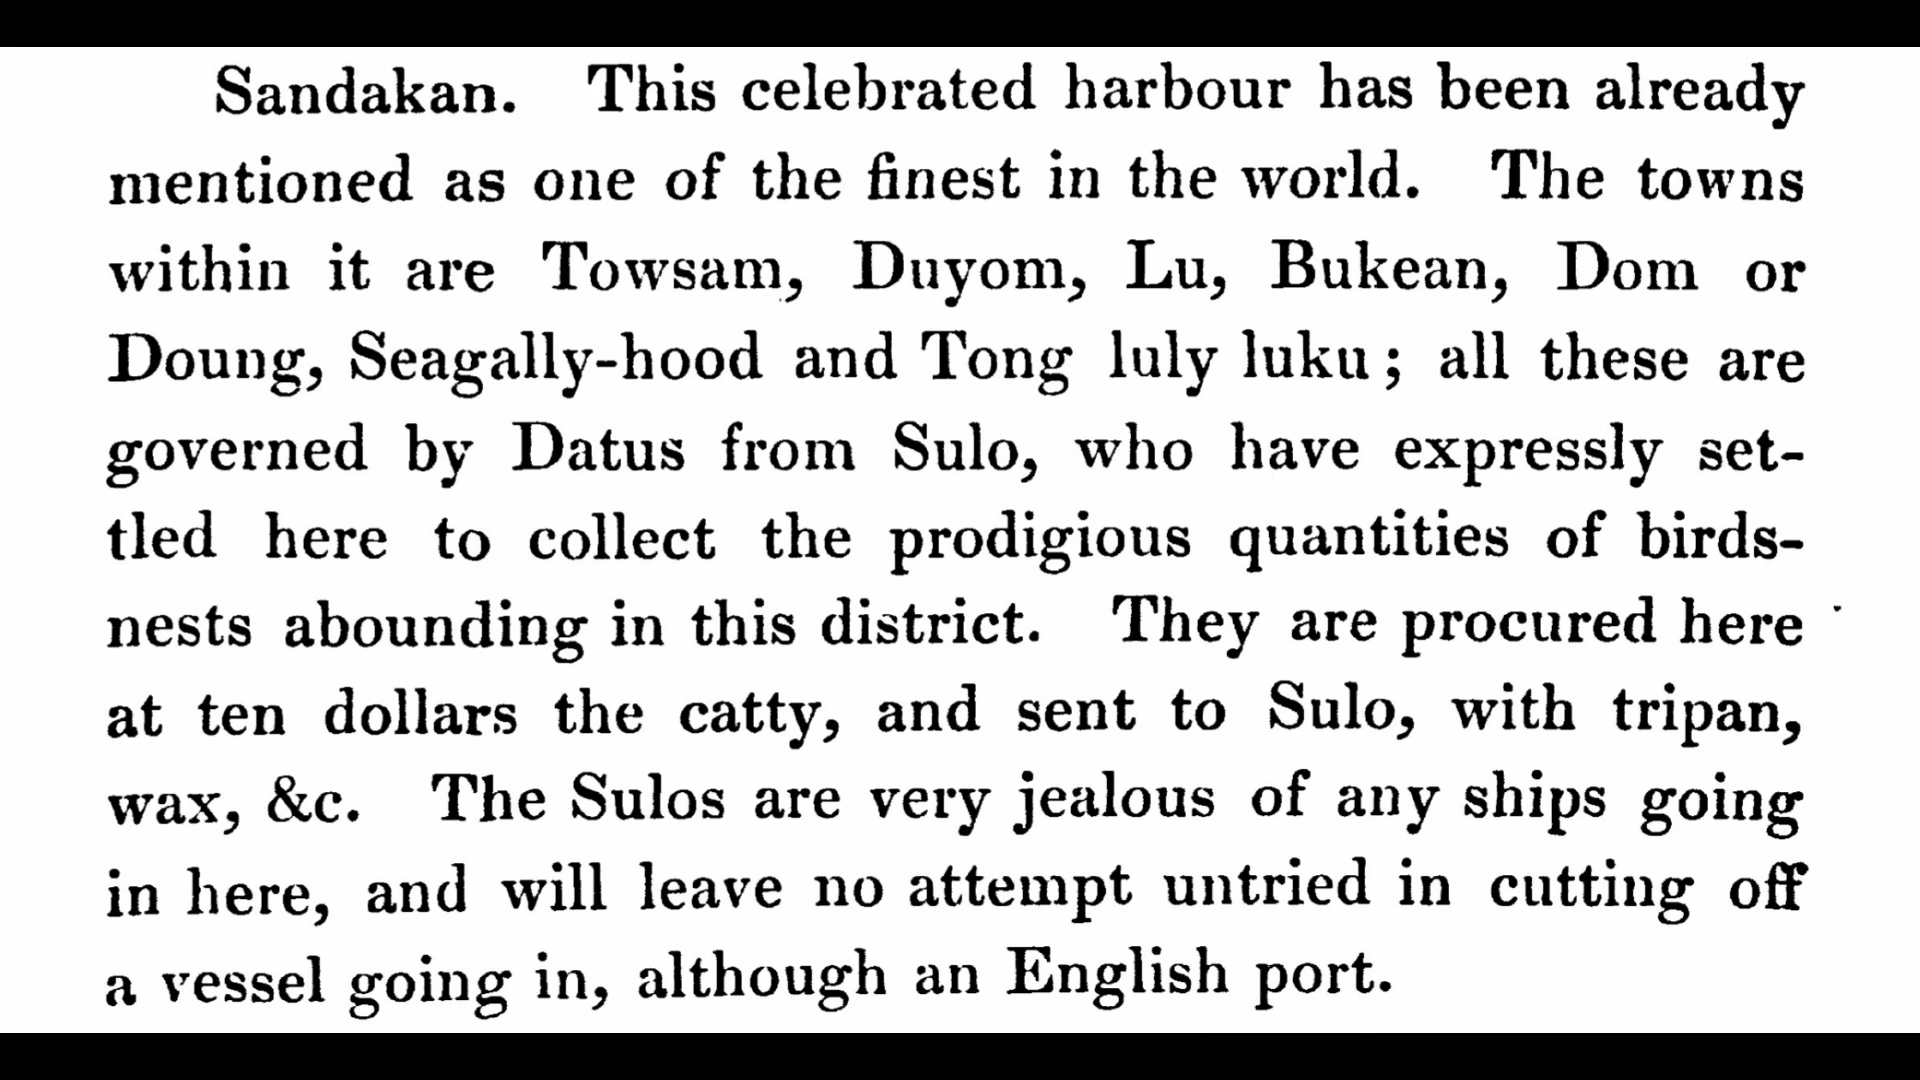 Sandakan. This celebrated harbour has been already
mentioned as one of the finest in the world. The towns
within it are Towsam, Duyom, Lu, Bukean, Dom or
Doung, Seagally-hood and Tong luly luku; all these are
governed by Datus from Sulo, who have expressly set-
tled here to collect the prodigious quantities of birds-
nests abounding in this district. They are procured here
at ten dollars the catty, and sent to Sulo, with tripan,
wax, &c. The Sulos are very jealous of any ships going
in here, and will leave no attempt untried in cutting off
a vessel going in, although an English port.